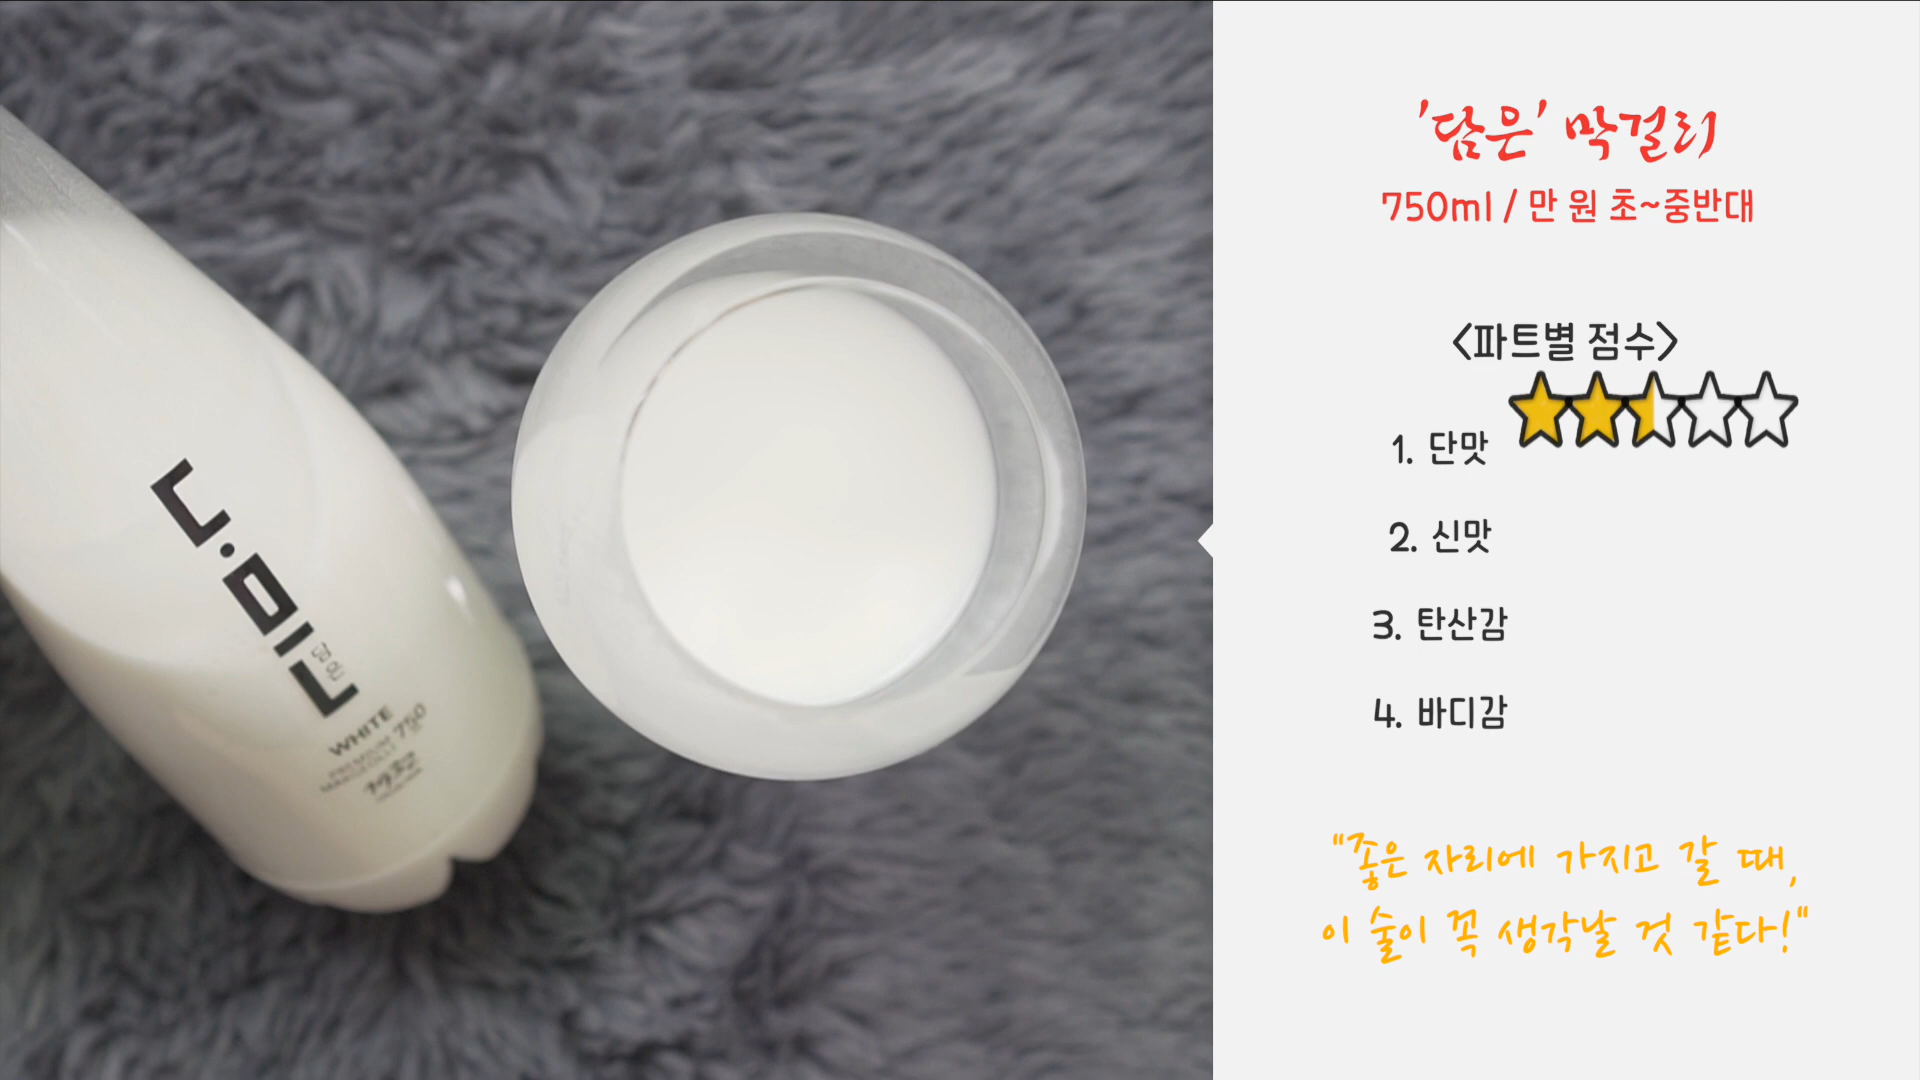 담은
WHITE
PREMIUM 750
MAKGEOLLI
'담은' 막걸리
750ml / 만 원 초~중반대
<파트별 점수>
1. 단맛
2. 신맛
3. 탄산감
4. 바디감
"좋은 자리에 가지고 갈 때,
이 술이 꼭 생각날 것 같다!"